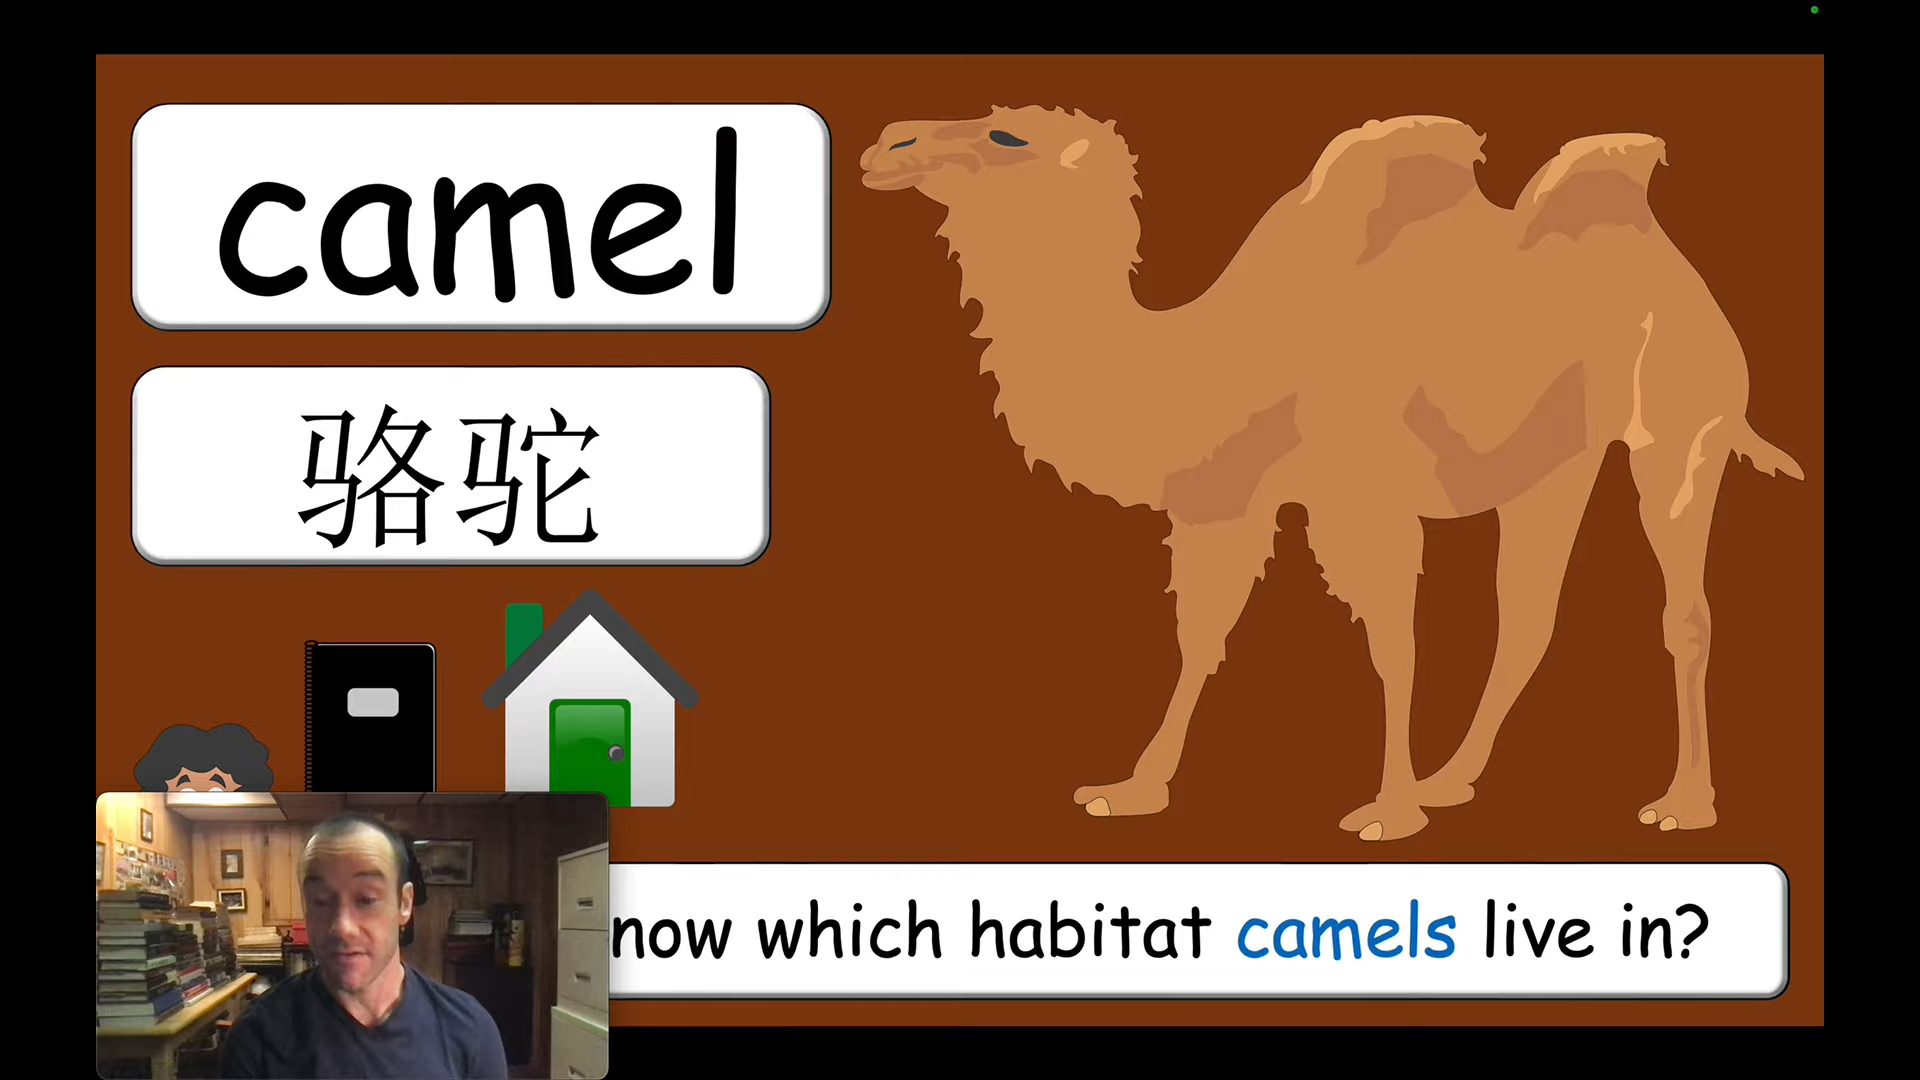 camel
骆驼
now which habitat camels live in?